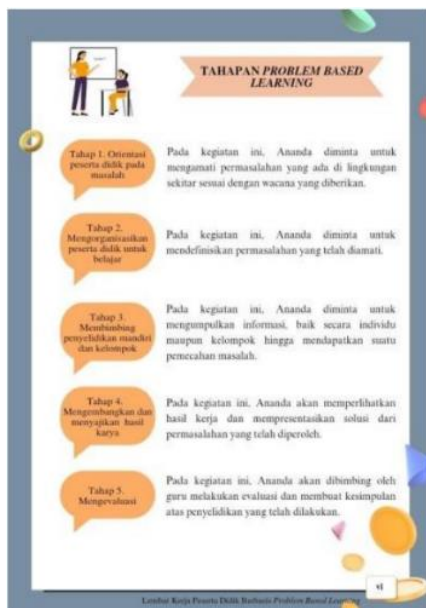 TAHAPAN PROBLEM BASED
LEARNING
Tahap 1. Orientasi
peserta didik pada
masalah
Pada kegiatan ini, Ananda diminta untuk
mengamati permasalahan yang ada di lingkungan
sekitar sesuai dengan wacana yang diberikan.
Tahap 2.
Mengorganisasikan
peserta didik untuk
belajar
Pada kegiatan ini, Ananda diminta untuk
mendefinisikan permasalahan yang telah diamati.
Tahap 3.
Membimbing
penyelidikan mandiri
dan kelompok
Pada kegiatan ini, Ananda diminta untuk
mengumpulkan informasi, baik secara individu
maupun kelompok hingga mendapatkan suatu
pemecahan masalah.
Tahap 4.
Mengembangkan dan
menyajikan hasil
karya
Pada kegiatan ini, Ananda akan memperlihatkan
hasil kerja dan mempresentasikan solusi dari
permasalahan yang telah diperoleh.
Tahap 5.
Mengevaluasi
Pada kegiatan ini, Ananda akan dibimbing oleh
guru melakukan evaluasi dan membuat kesimpulan
atas penyelidikan yang telah dilakukan.
vi
Lembar Kerja Peserta Didik Berbasis Problem Based Learning